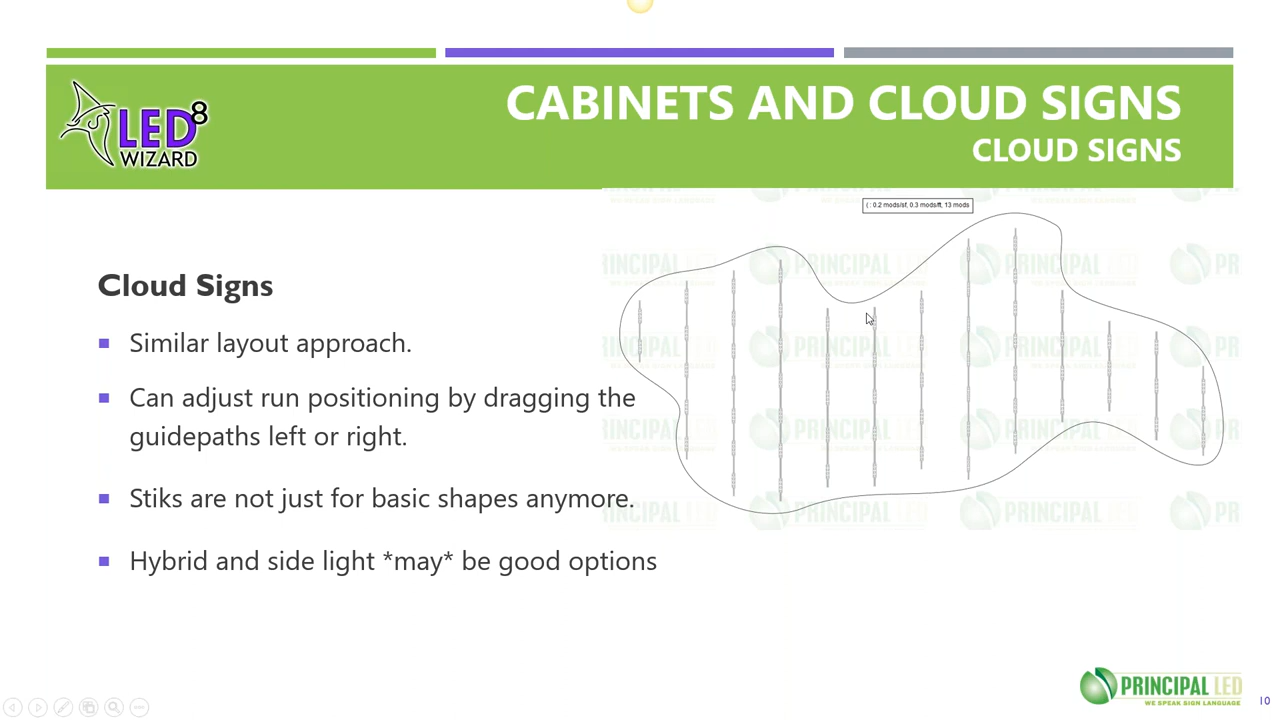 LED8
WIZARD
CABINETS AND CLOUD SIGNS
CLOUD SIGNS
( : 0.2 mods/sf, 0.3 mods/ft, 13 mods
Cloud Signs
Similar layout approach.
Can adjust run positioning by dragging the
guidepaths left or right.
Stiks are not just for basic shapes anymore.
Hybrid and side light *may* be good options
PRINCIPAL LED
WE SPEAK SIGN LANGUAGE
10